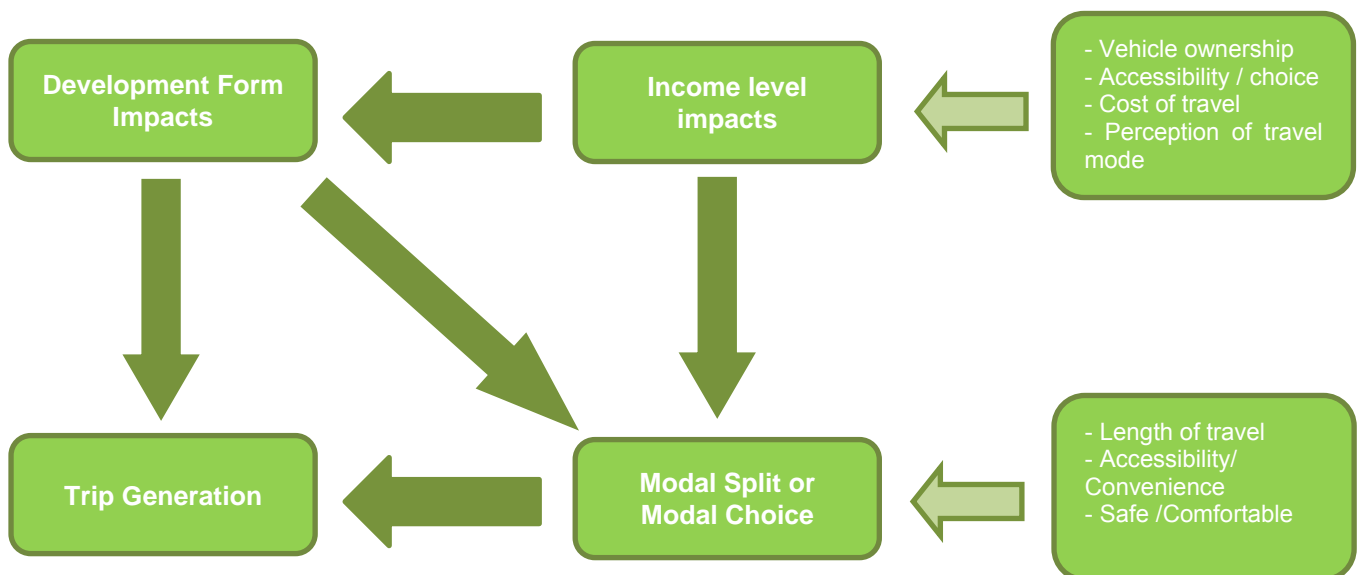 Development Form
Impacts
Income level
impacts
- Vehicle ownership
- Accessibility / choice
- Cost of travel
- Perception of travel
mode
Trip Generation
Modal Split or
Modal Choice
- Length of travel
- Accessibility/
Convenience
- Safe /Comfortable